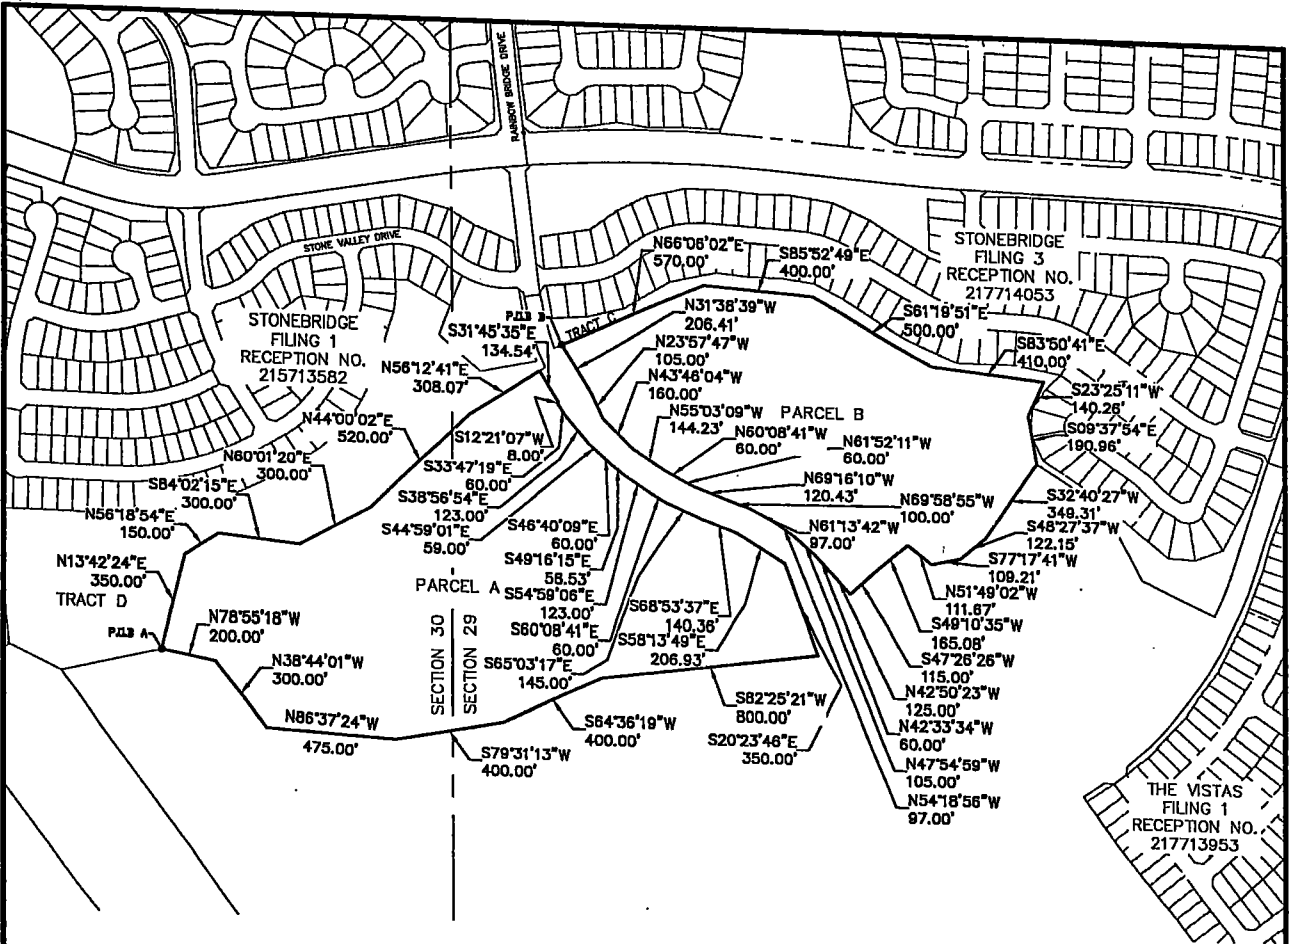 RAINBOW BRIDGE DRIVE
STONE VALLEY DRIVE
STONEBRIDGE
FILING 3
RECEPTION NO.
217714053
STONEBRIDGE
FILING 1
RECEPTION NO.
215713582
P.O.B B
TRACT C
N66°06'02"E
570.00'
S85°52'49"E
400.00'
S61°19'51"E
500.00'
S83°50'41"E
410.00'
S23°25'11"W
140.26'
S09°37'54"E
190.96'
S32°40'27"W
349.31'
S48°27'37"W
122.15'
S77°17'41"W
109.21'
N51°49'02"W
111.67'
S49°10'35"W
165.08'
S47°26'26"W
115.00'
N42°50'23"W
125.00'
N42°33'34"W
60.00'
N47°54'59"W
105.00'
N54°18'56"W
97.00'
N31°38'39"W
206.41'
N23°57'47"W
105.00'
N43°46'04"W
160.00'
N55°03'09"W
144.23'
PARCEL B
N60°08'41"W
60.00'
N61°52'11"W
60.00'
N69°16'10"W
120.43'
N69°58'55"W
100.00'
N61°13'42"W
97.00'
S31°45'35"E
134.54'
N56°12'41"E
308.07'
N44°00'02"E
520.00'
N60°01'20"E
300.00'
S84°02'15"E
300.00'
N56°18'54"E
150.00'
N13°42'24"E
350.00'
TRACT D
P.O.B A
N78°55'18"W
200.00'
N38°44'01"W
300.00'
N86°37'24"W
475.00'
S12°21'07"W
8.00'
S33°47'19"E
60.00'
S38°56'54"E
123.00'
S44°59'01"E
59.00'
S46°40'09"E
60.00'
S49°16'15"E
58.53'
PARCEL A
S54°59'06"E
123.00'
S60°08'41"E
60.00'
S65°03'17"E
145.00'
S68°53'37"E
140.36'
S58°13'49"E
206.93'
SECTION 30
SECTION 29
S82°25'21"W
800.00'
S20°23'46"E
350.00'
S64°36'19"W
400.00'
S79°31'13"W
400.00'
THE VISTAS
FILING 1
RECEPTION NO.
217713953